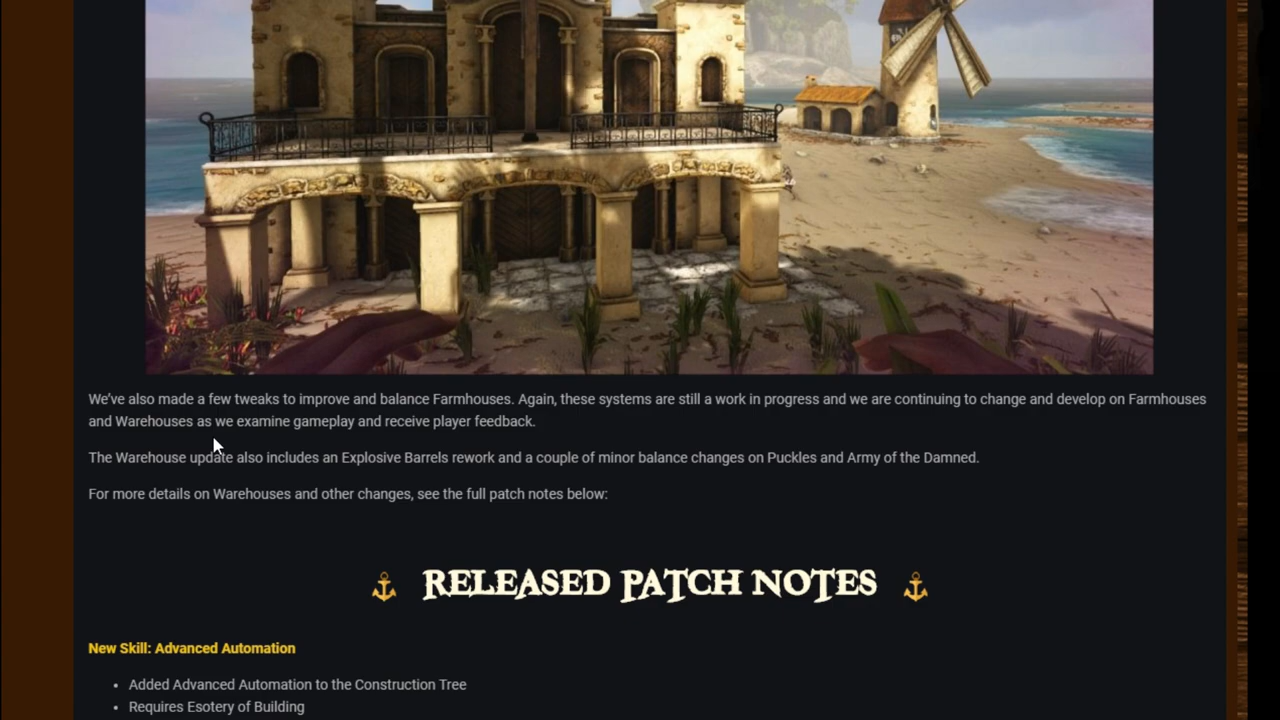 We've also made a few tweaks to improve and balance Farmhouses. Again, these systems are still a work in progress and we are continuing to change and develop on Farmhouses
and Warehouses as we examine gameplay and receive player feedback.
The Warehouse update also includes an Explosive Barrels rework and a couple of minor balance changes on Puckles and Army of the Damned.
For more details on Warehouses and other changes, see the full patch notes below:
RELEASED PATCH NOTES
New Skill: Advanced Automation
• Added Advanced Automation to the Construction Tree
• Requires Esotery of Building